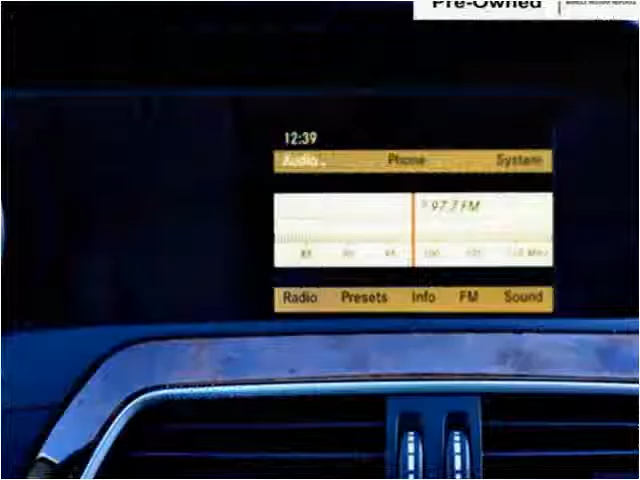 Pre-Owned
12:39
Audio Phone System
97.7 FM
Radio Presets Info FM Sound